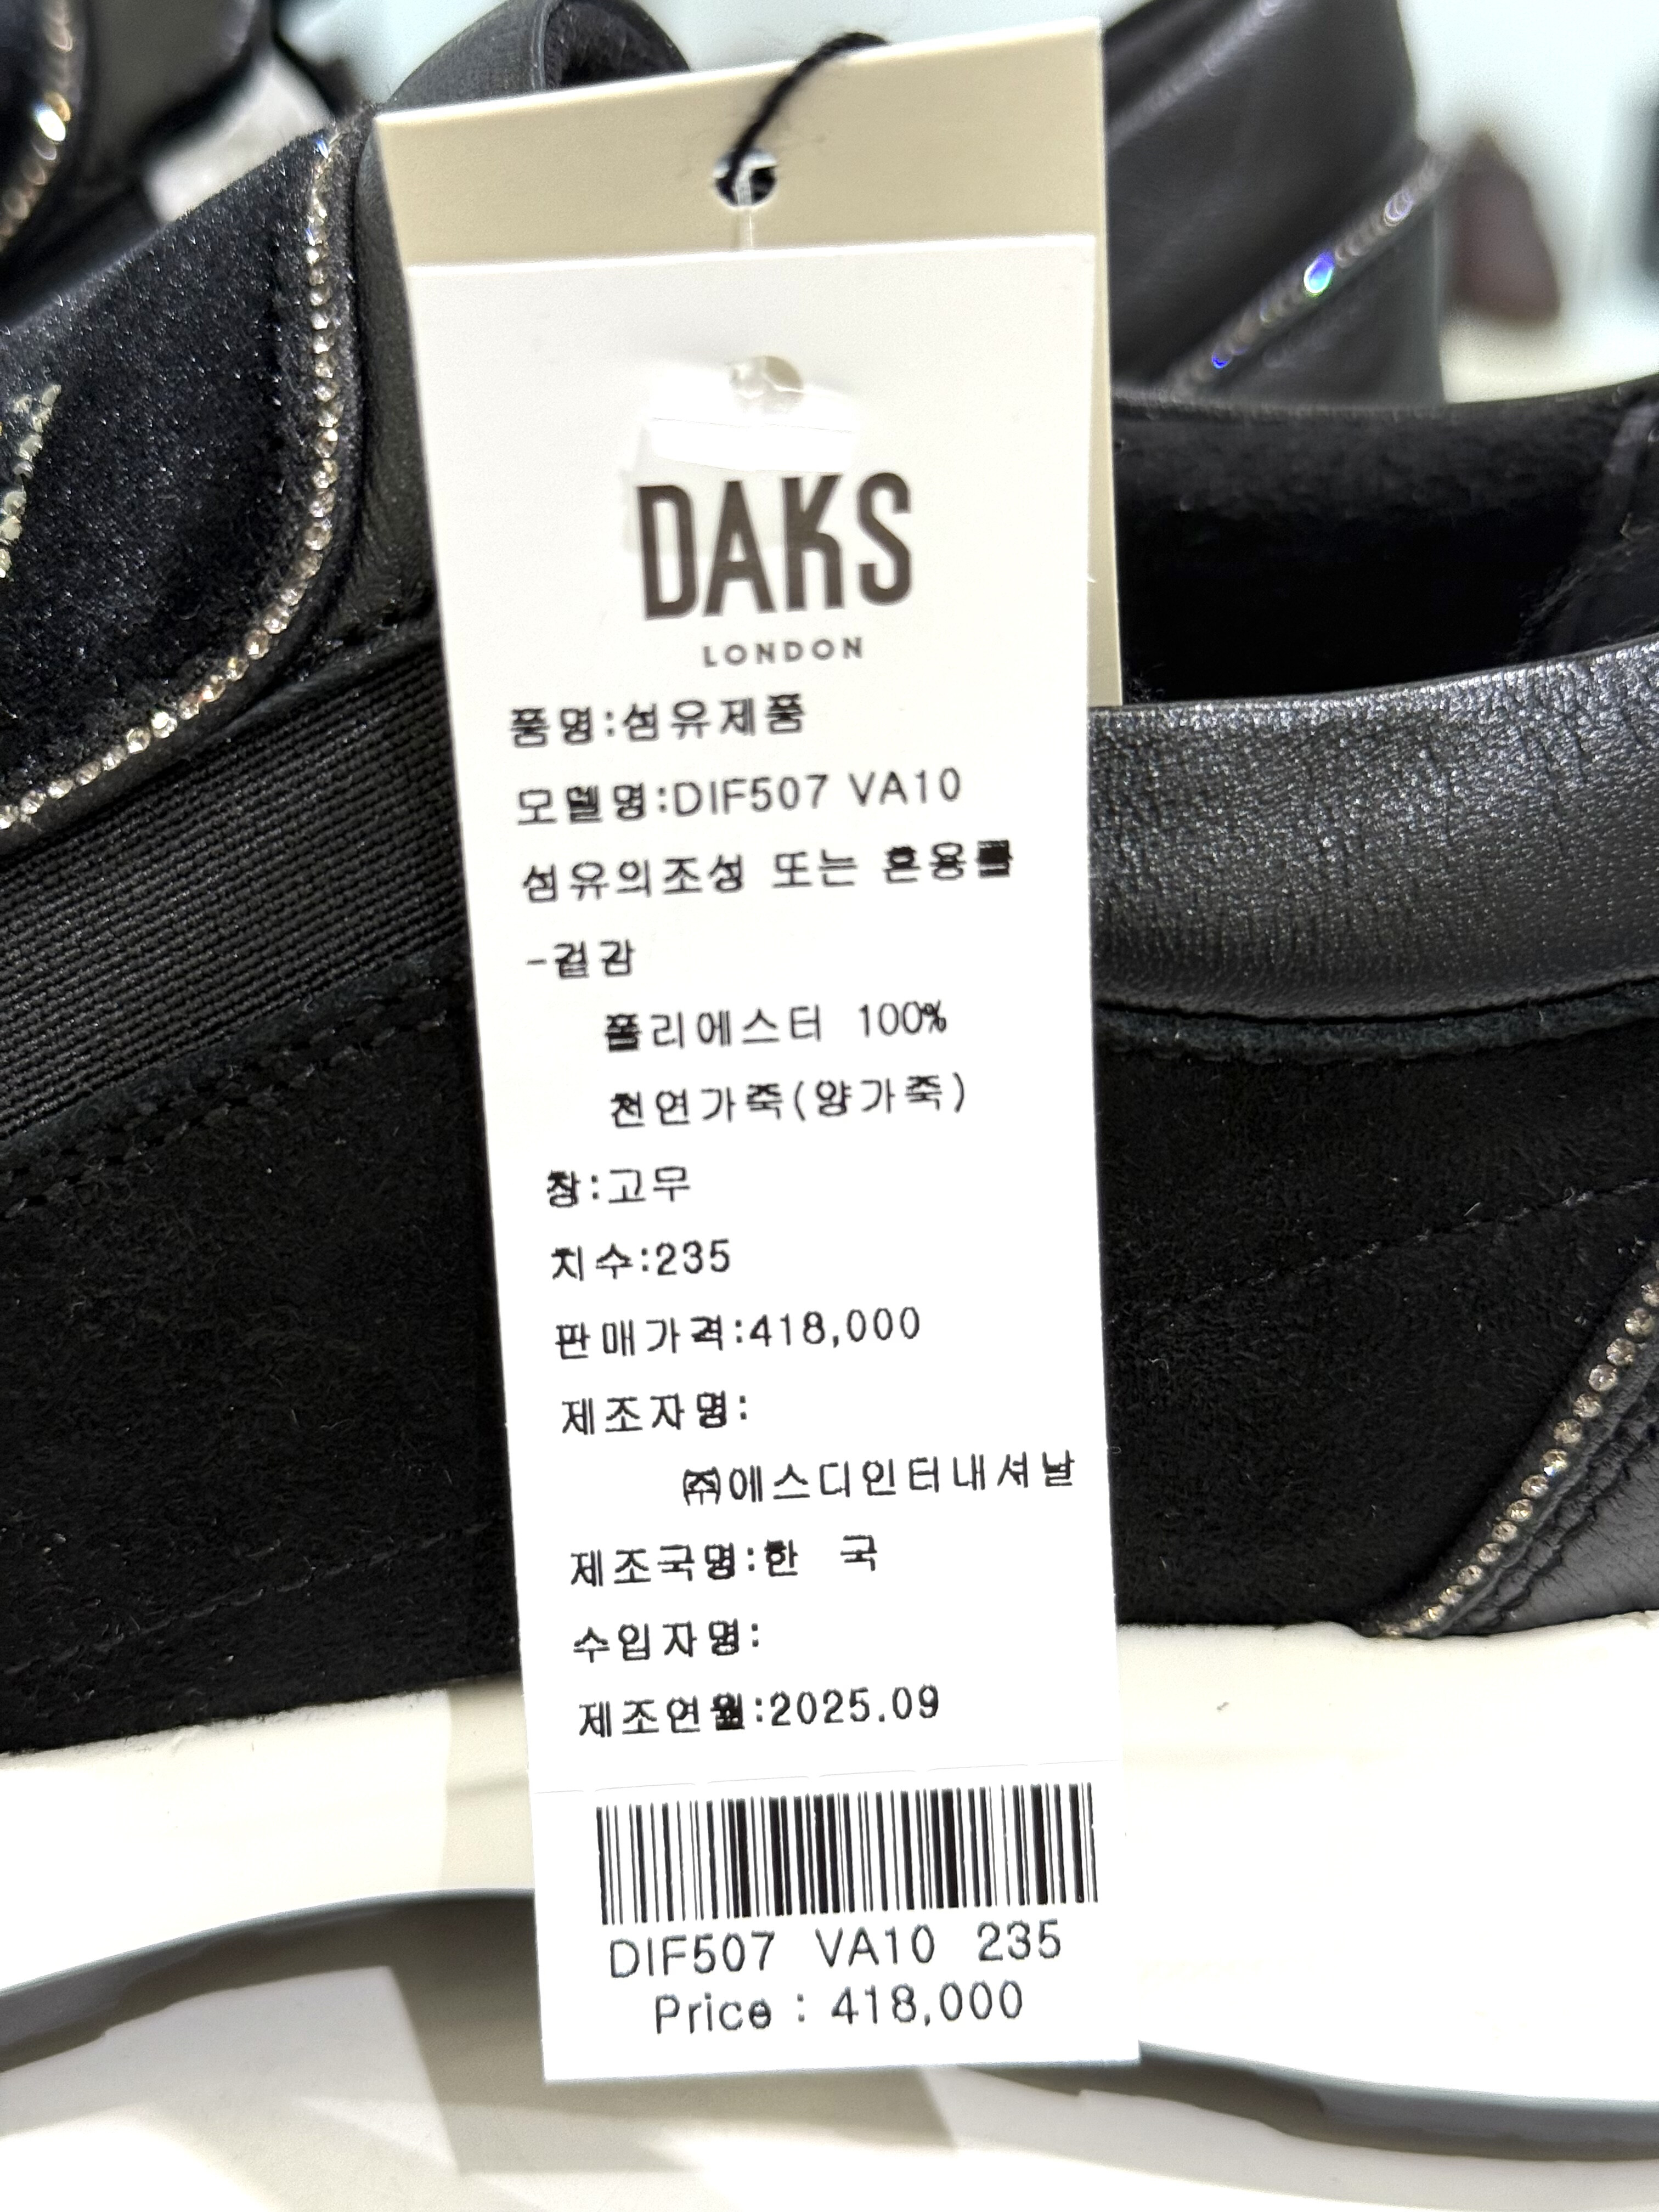 DAKS
LONDON
품명:섬유제품
모델명:DIF507 VA10
섬유의조성 또는 혼용률
-겉감
폴리에스터 100%
천연가죽(양가죽)
창:고무
치수:235
판매가격:418,000
제조자명:
㈜에스디인터내셔날
제조국명:한 국
수입자명:
제조연월:2025.09
DIF507 VA10 235
Price : 418,000